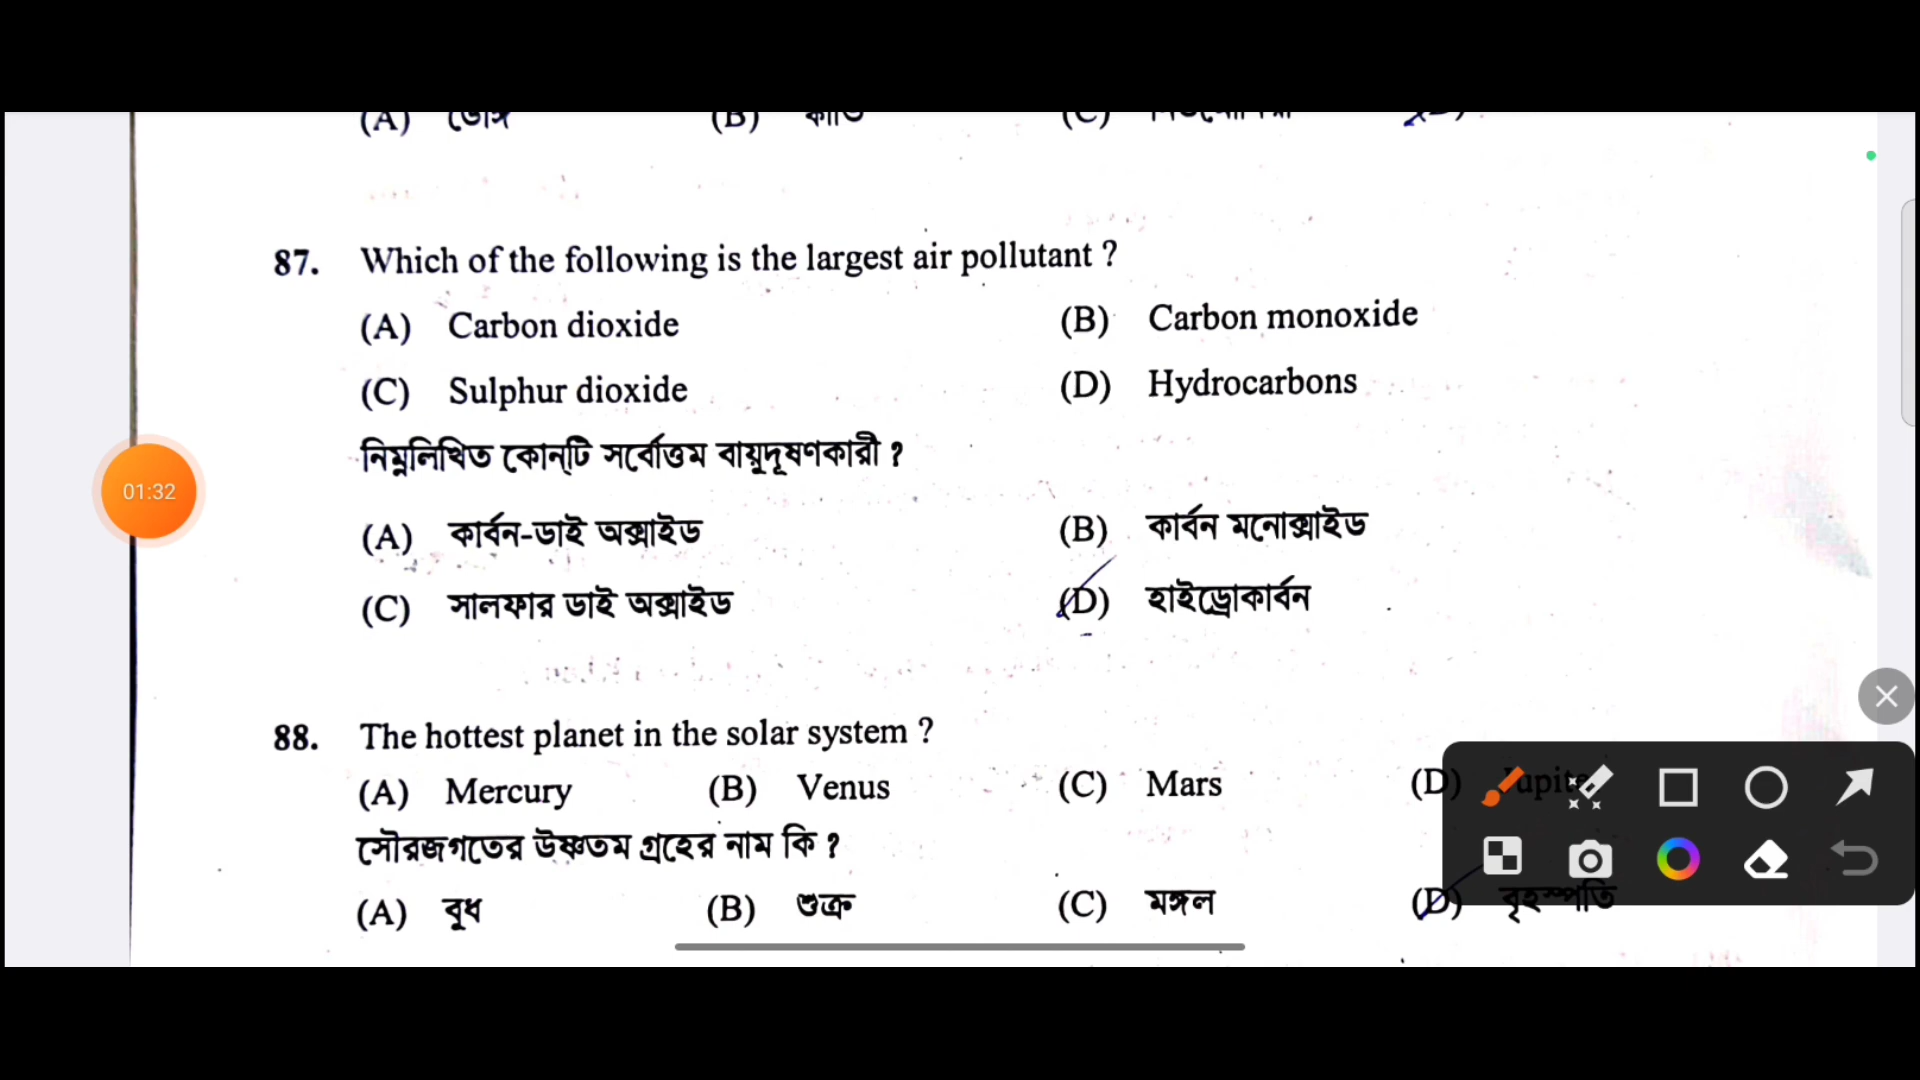 (A) (B) (C)
87. Which of the following is the largest air pollutant ?
(A) Carbon dioxide (B) Carbon monoxide
(C) Sulphur dioxide (D) Hydrocarbons
নিম্নলিখিত কোন্‌টি সর্বোত্তম বায়ুদূষণকারী ?
(A) কার্বন-ডাই অক্সাইড (B) কার্বন মনোক্সাইড
(C) সালফার ডাই অক্সাইড (D) হাইড্রোকার্বন
01:32
88. The hottest planet in the solar system ?
(A) Mercury (B) Venus (C) Mars (D)
সৌরজগতের উষ্ণতম গ্রহের নাম কি ?
(A) বুধ (B) শুক্র (C) মঙ্গল (D) বৃহস্পতি